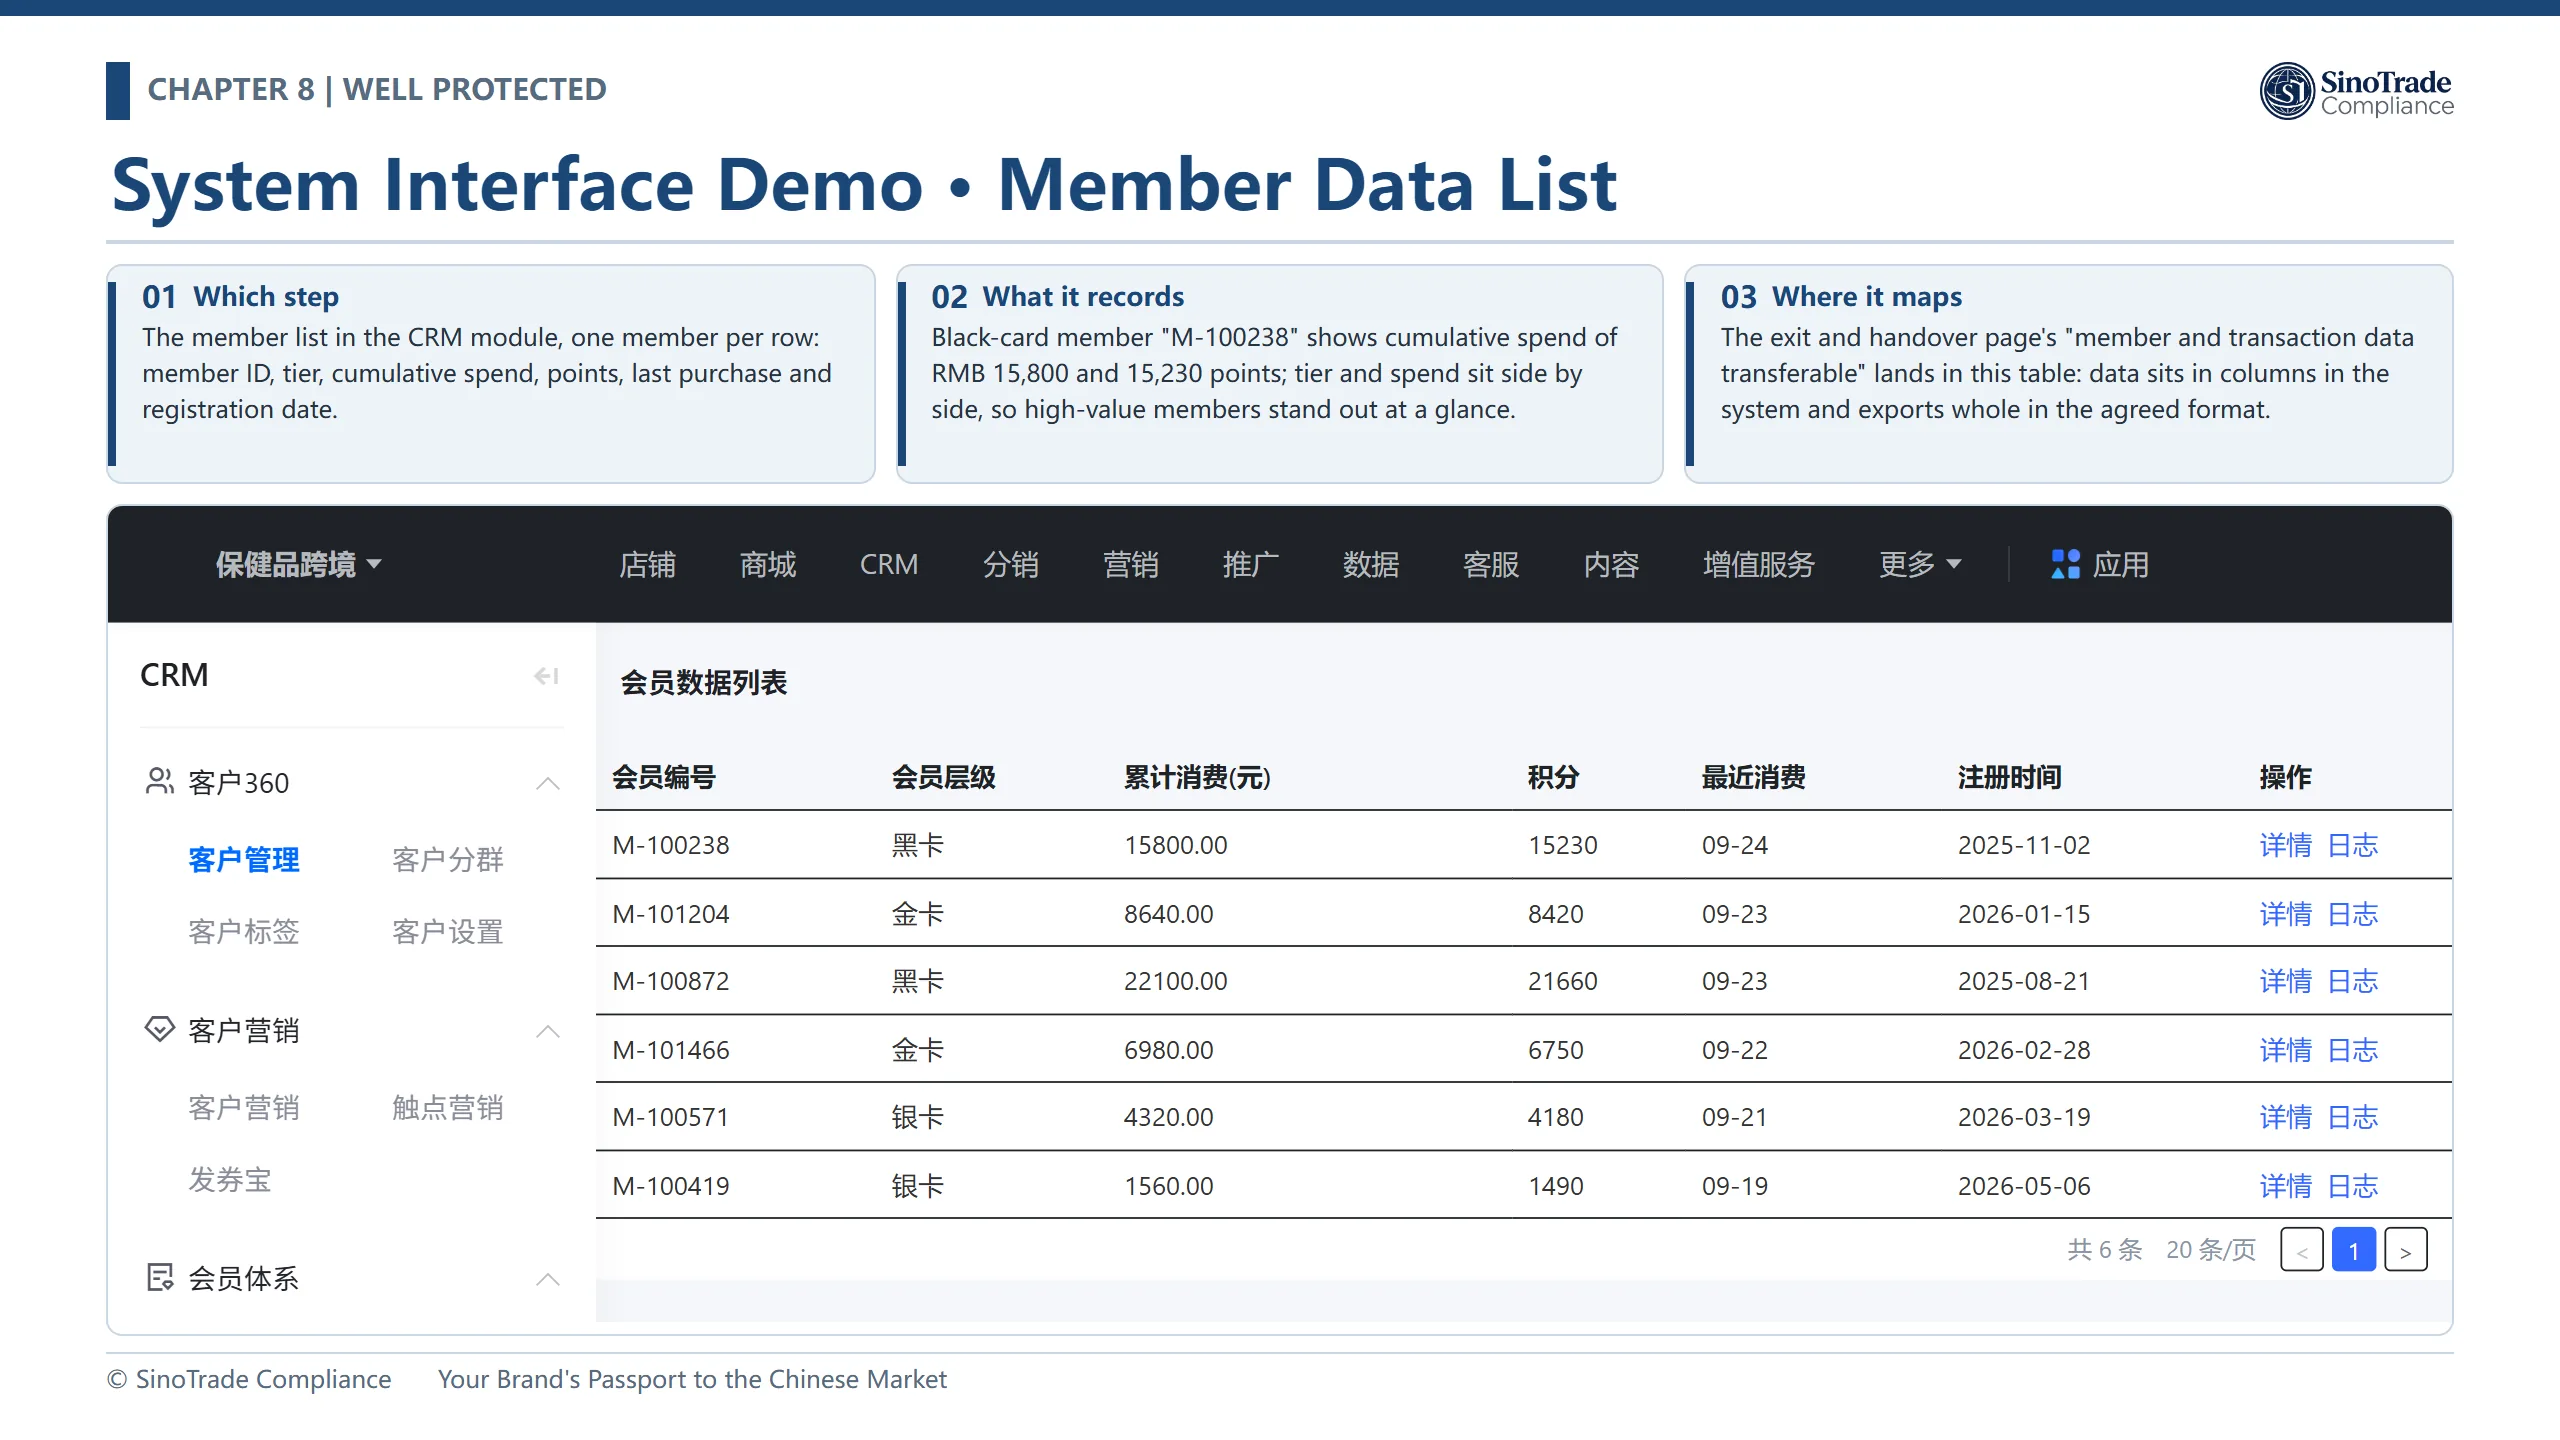 CHAPTER 8 | WELL PROTECTED
SinoTrade
Compliance
System Interface Demo • Member Data List
01 Which step
The member list in the CRM module, one member per row:
member ID, tier, cumulative spend, points, last purchase and
registration date.
02 What it records
Black-card member "M-100238" shows cumulative spend of
RMB 15,800 and 15,230 points; tier and spend sit side by
side, so high-value members stand out at a glance.
03 Where it maps
The exit and handover page's "member and transaction data
transferable" lands in this table: data sits in columns in the
system and exports whole in the agreed format.
保健品跨境 店铺 商城 CRM 分销 营销 推广 数据 客服 内容 增值服务 更多 应用
CRM
客户360
客户管理 客户分群
客户标签 客户设置
客户营销
客户营销 触点营销
发券宝
会员体系
会员数据列表
会员编号 会员层级 累计消费(元) 积分 最近消费 注册时间 操作
M-100238 黑卡 15800.00 15230 09-24 2025-11-02 详情 日志
M-101204 金卡 8640.00 8420 09-23 2026-01-15 详情 日志
M-100872 黑卡 22100.00 21660 09-23 2025-08-21 详情 日志
M-101466 金卡 6980.00 6750 09-22 2026-02-28 详情 日志
M-100571 银卡 4320.00 4180 09-21 2026-03-19 详情 日志
M-100419 银卡 1560.00 1490 09-19 2026-05-06 详情 日志
共 6 条 20 条/页 < 1 >
© SinoTrade Compliance Your Brand's Passport to the Chinese Market